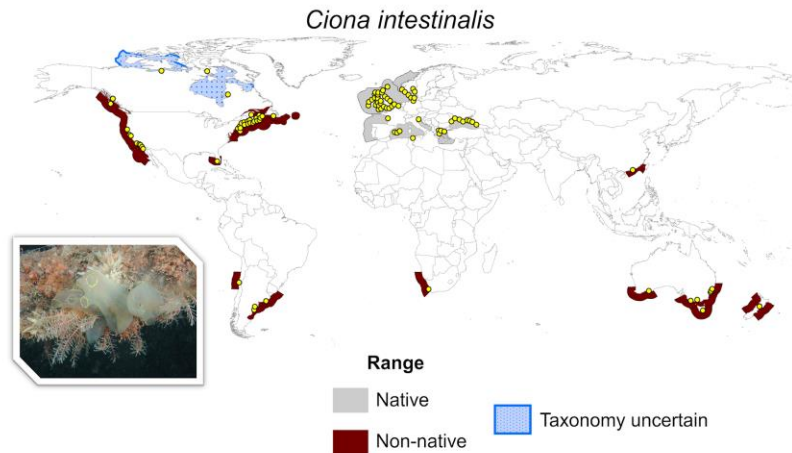 Ciona intestinalis
Range
Native
Non-native
Taxonomy uncertain